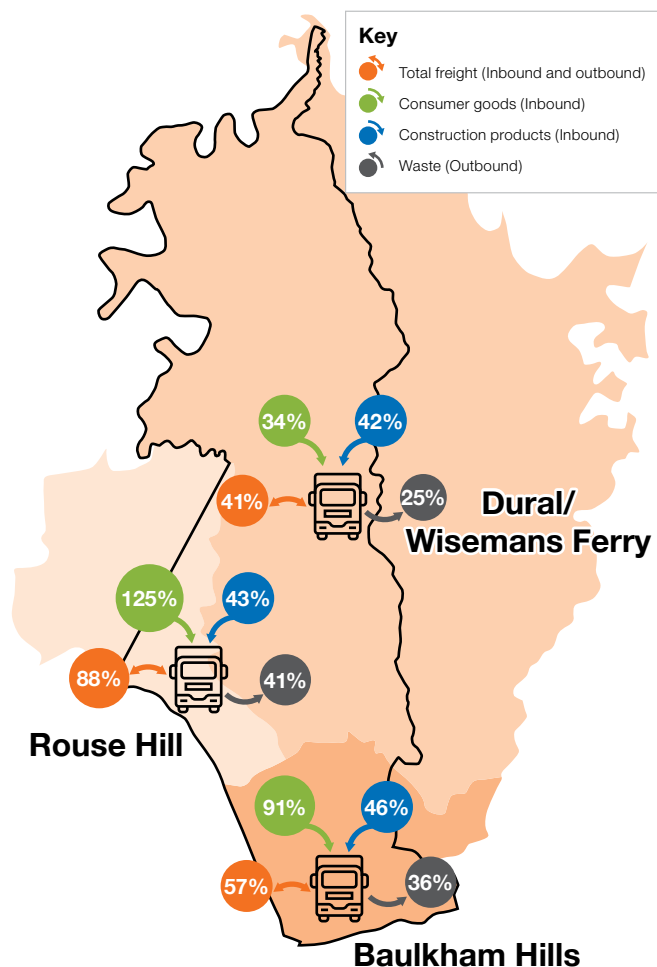 Key
Total freight (Inbound and outbound)
Consumer goods (Inbound)
Construction products (Inbound)
Waste (Outbound)
34%
42%
41%
25%
Dural/
Wisemans Ferry
125%
43%
88%
41%
Rouse Hill
91%
46%
57%
36%
Baulkham Hills